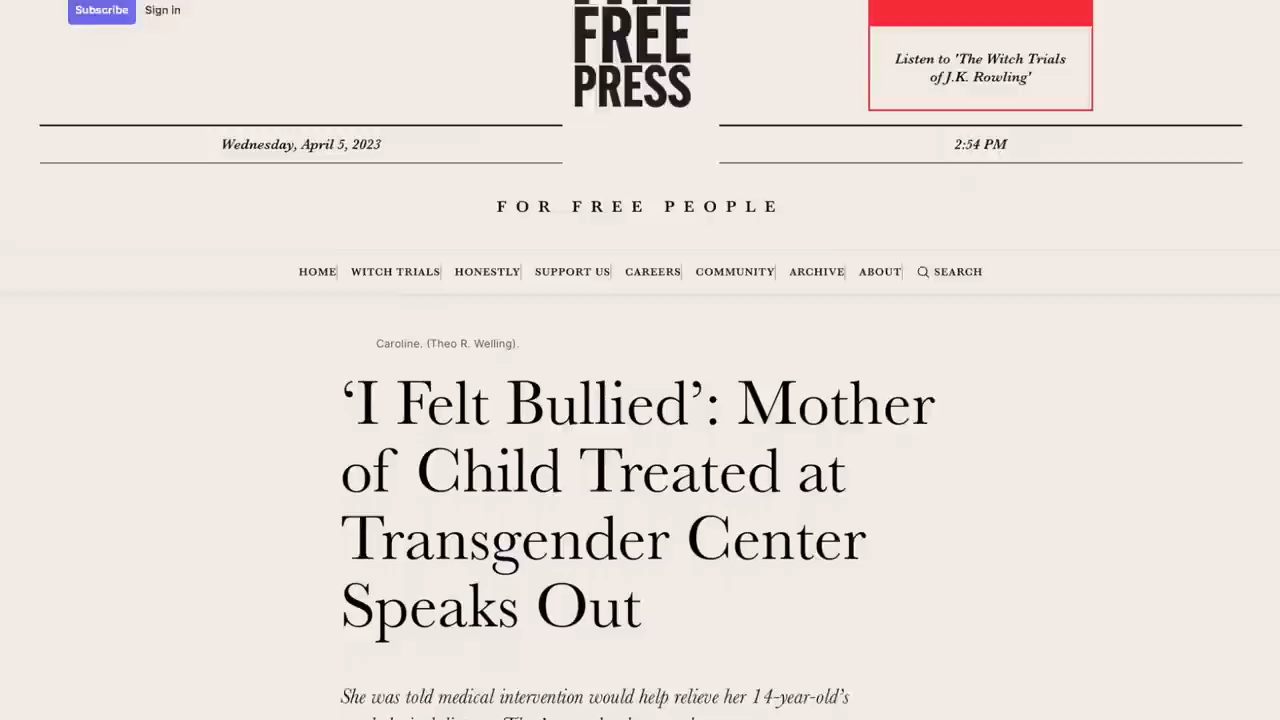 Subscribe Sign in
THE
FREE
PRESS
Listen to 'The Witch Trials
of J.K. Rowling'
Wednesday, April 5, 2023
2:54 PM
FOR FREE PEOPLE
HOME WITCH TRIALS HONESTLY SUPPORT US CAREERS COMMUNITY ARCHIVE ABOUT SEARCH
Caroline. (Theo R. Welling).
‘I Felt Bullied’: Mother
of Child Treated at
Transgender Center
Speaks Out
She was told medical intervention would help relieve her 14-year-old’s